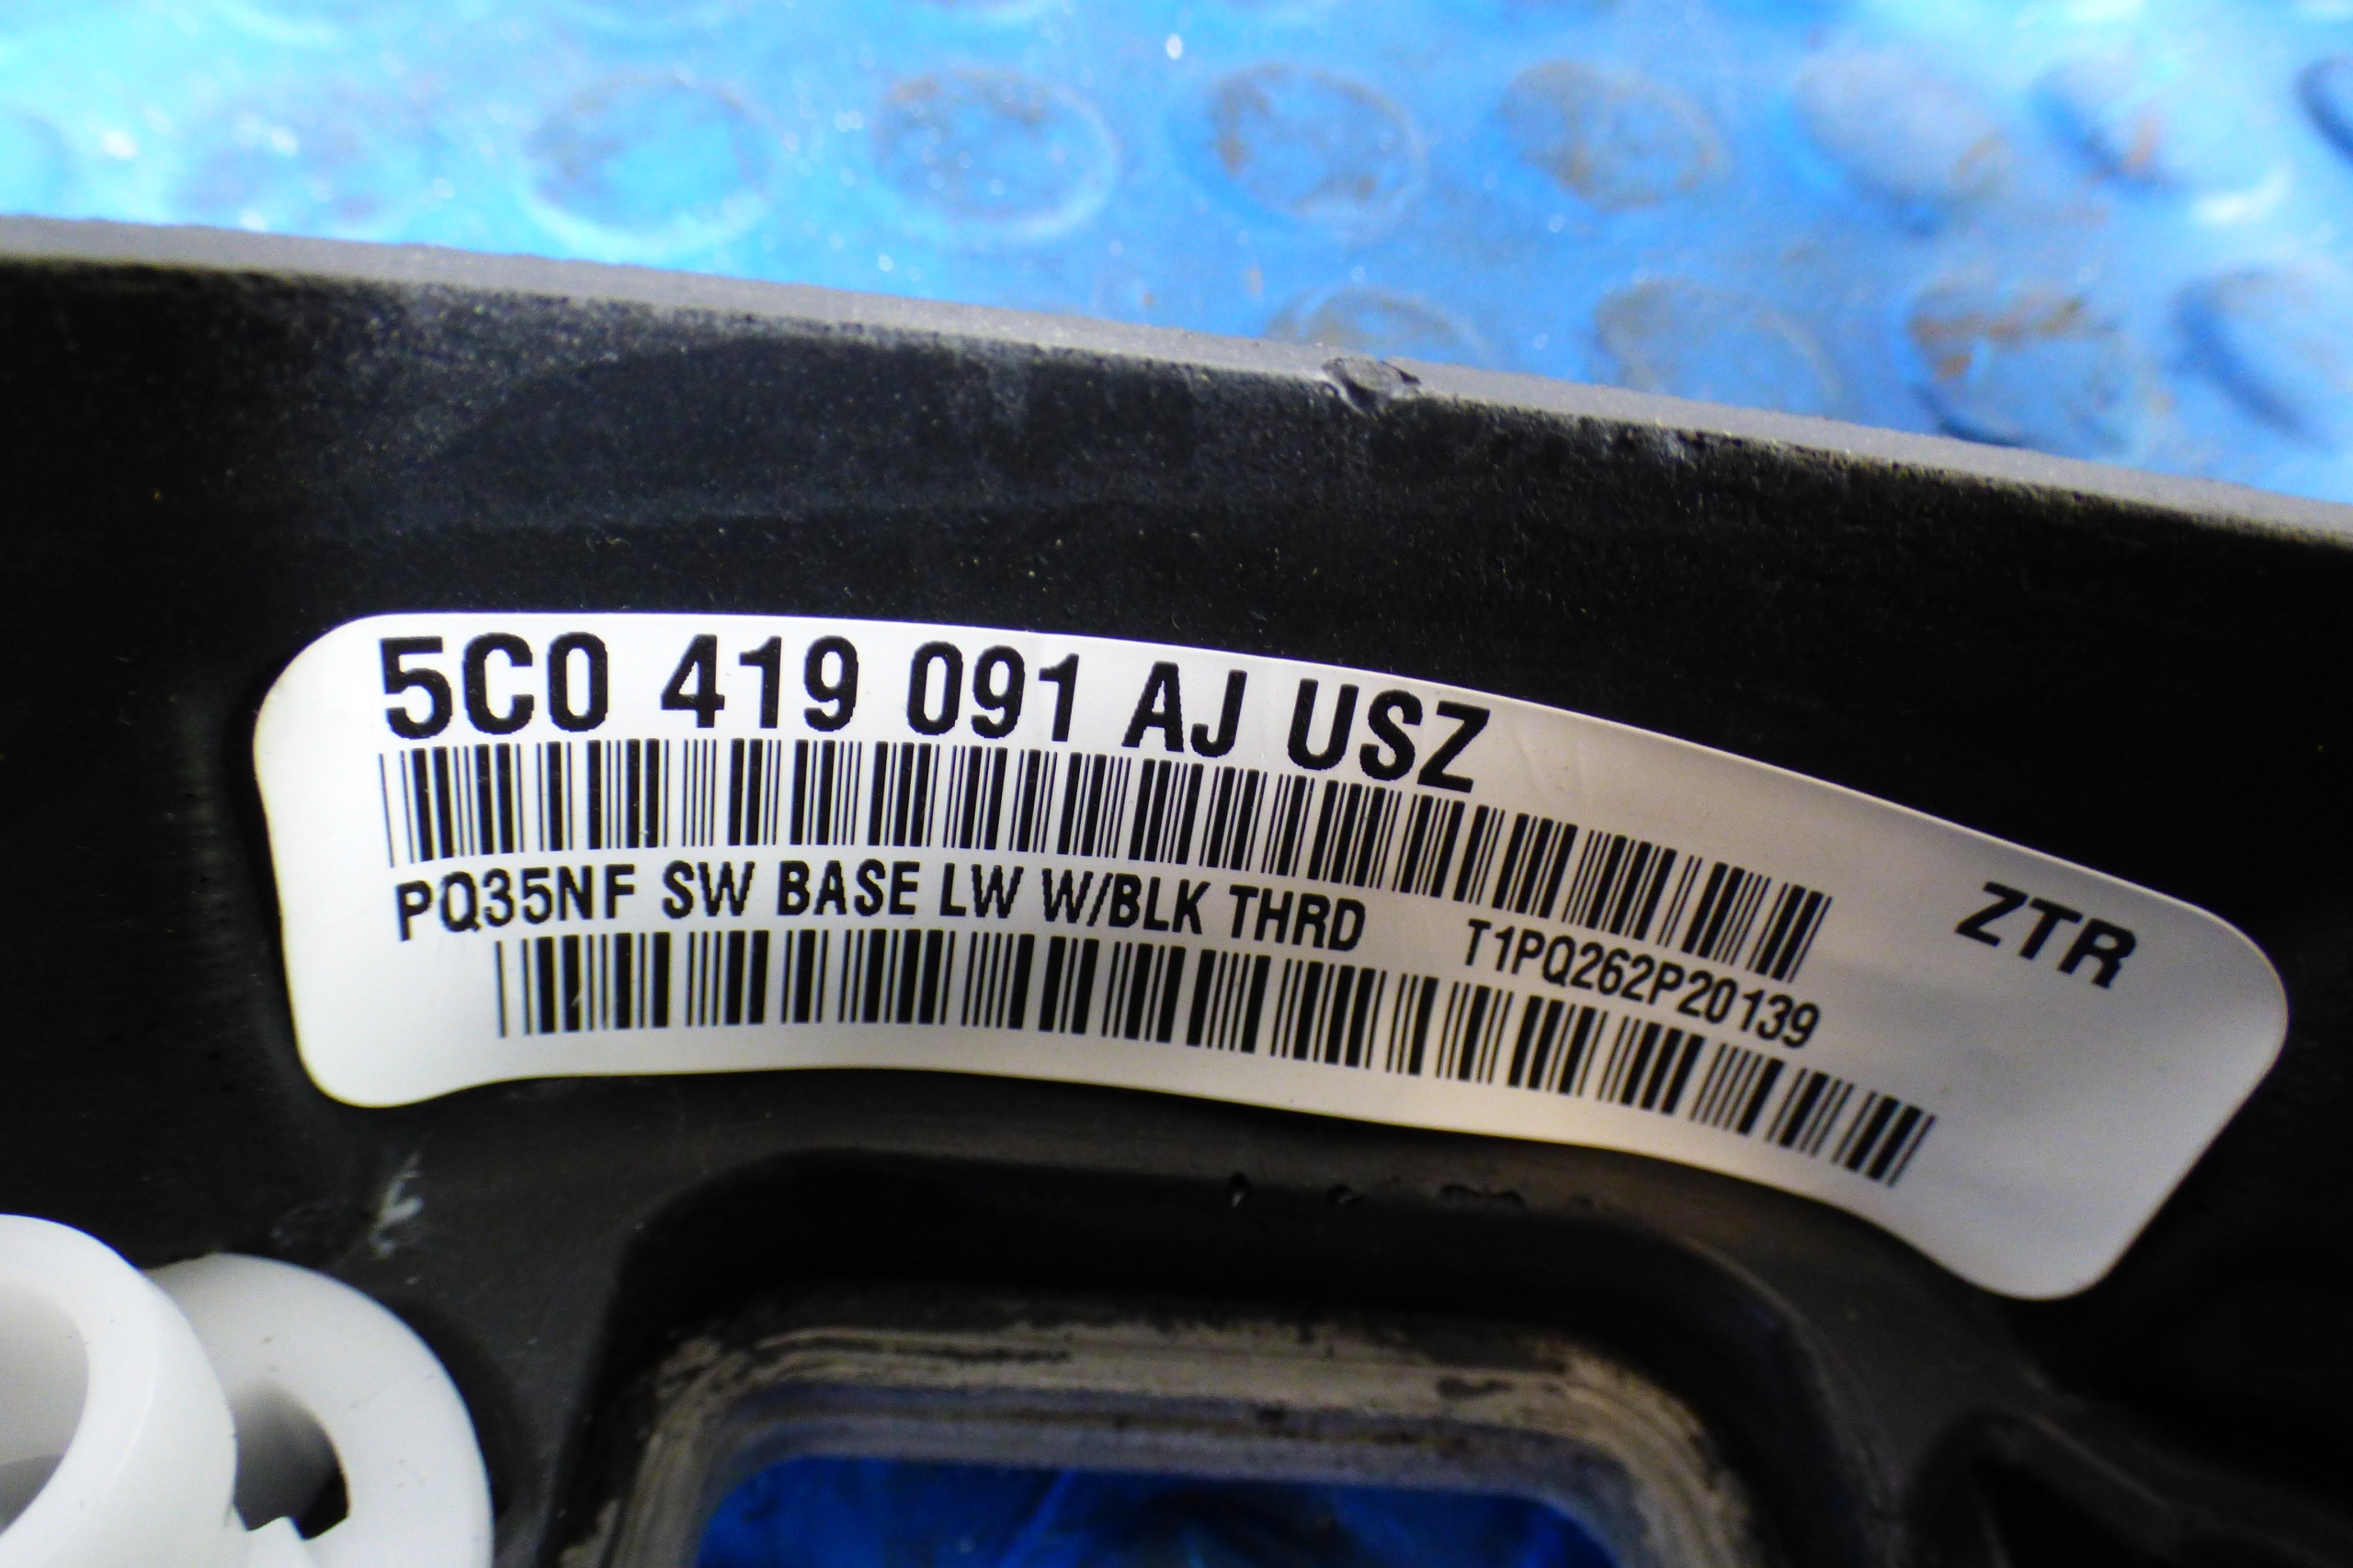 5C0 419 091 AJ USZ
ZTR
PQ35NF SW BASE LW W/BLK THRD T1PQ262P20139